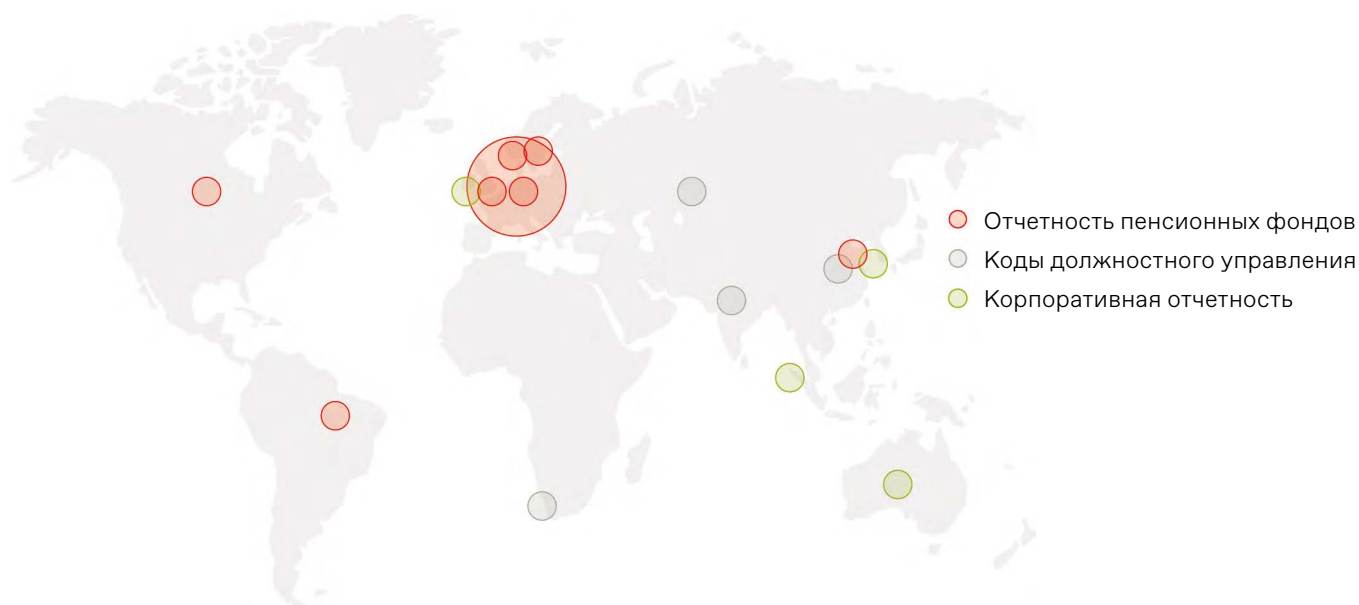 Отчетность пенсионных фондов
Коды должностного управления
Корпоративная отчетность